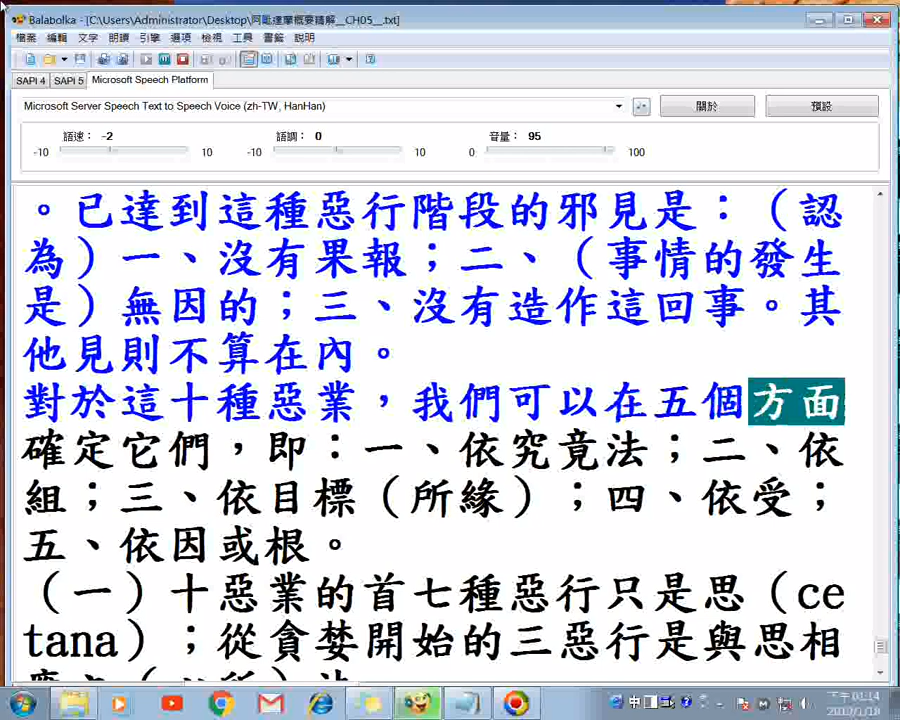 Balabolka - [C:\Users\Administrator\Desktop\阿毗達摩概要精解__CH05__.txt]
檔案 編輯 文字 朗讀 引擎 選項 檢視 工具 書籤 說明
SAPI 4 SAPI 5 Microsoft Speech Platform
Microsoft Server Speech Text to Speech Voice (zh-TW, HanHan) 關於 預設
語速： -2 語調： 0 音量： 95
-10 10 -10 10 0 100
。已達到這種惡行階段的邪見是：（認
為）一、沒有果報；二、（事情的發生
是）無因的；三、沒有造作這回事。其
他見則不算在內。
對於這十種惡業，我們可以在五個方面
確定它們，即：一、依究竟法；二、依
組；三、依目標（所緣）；四、依受；
五、依因或根。
（一）十惡業的首七種惡行只是思（ce
tana）；從貪婪開始的三惡行是與思相
下午 01:14